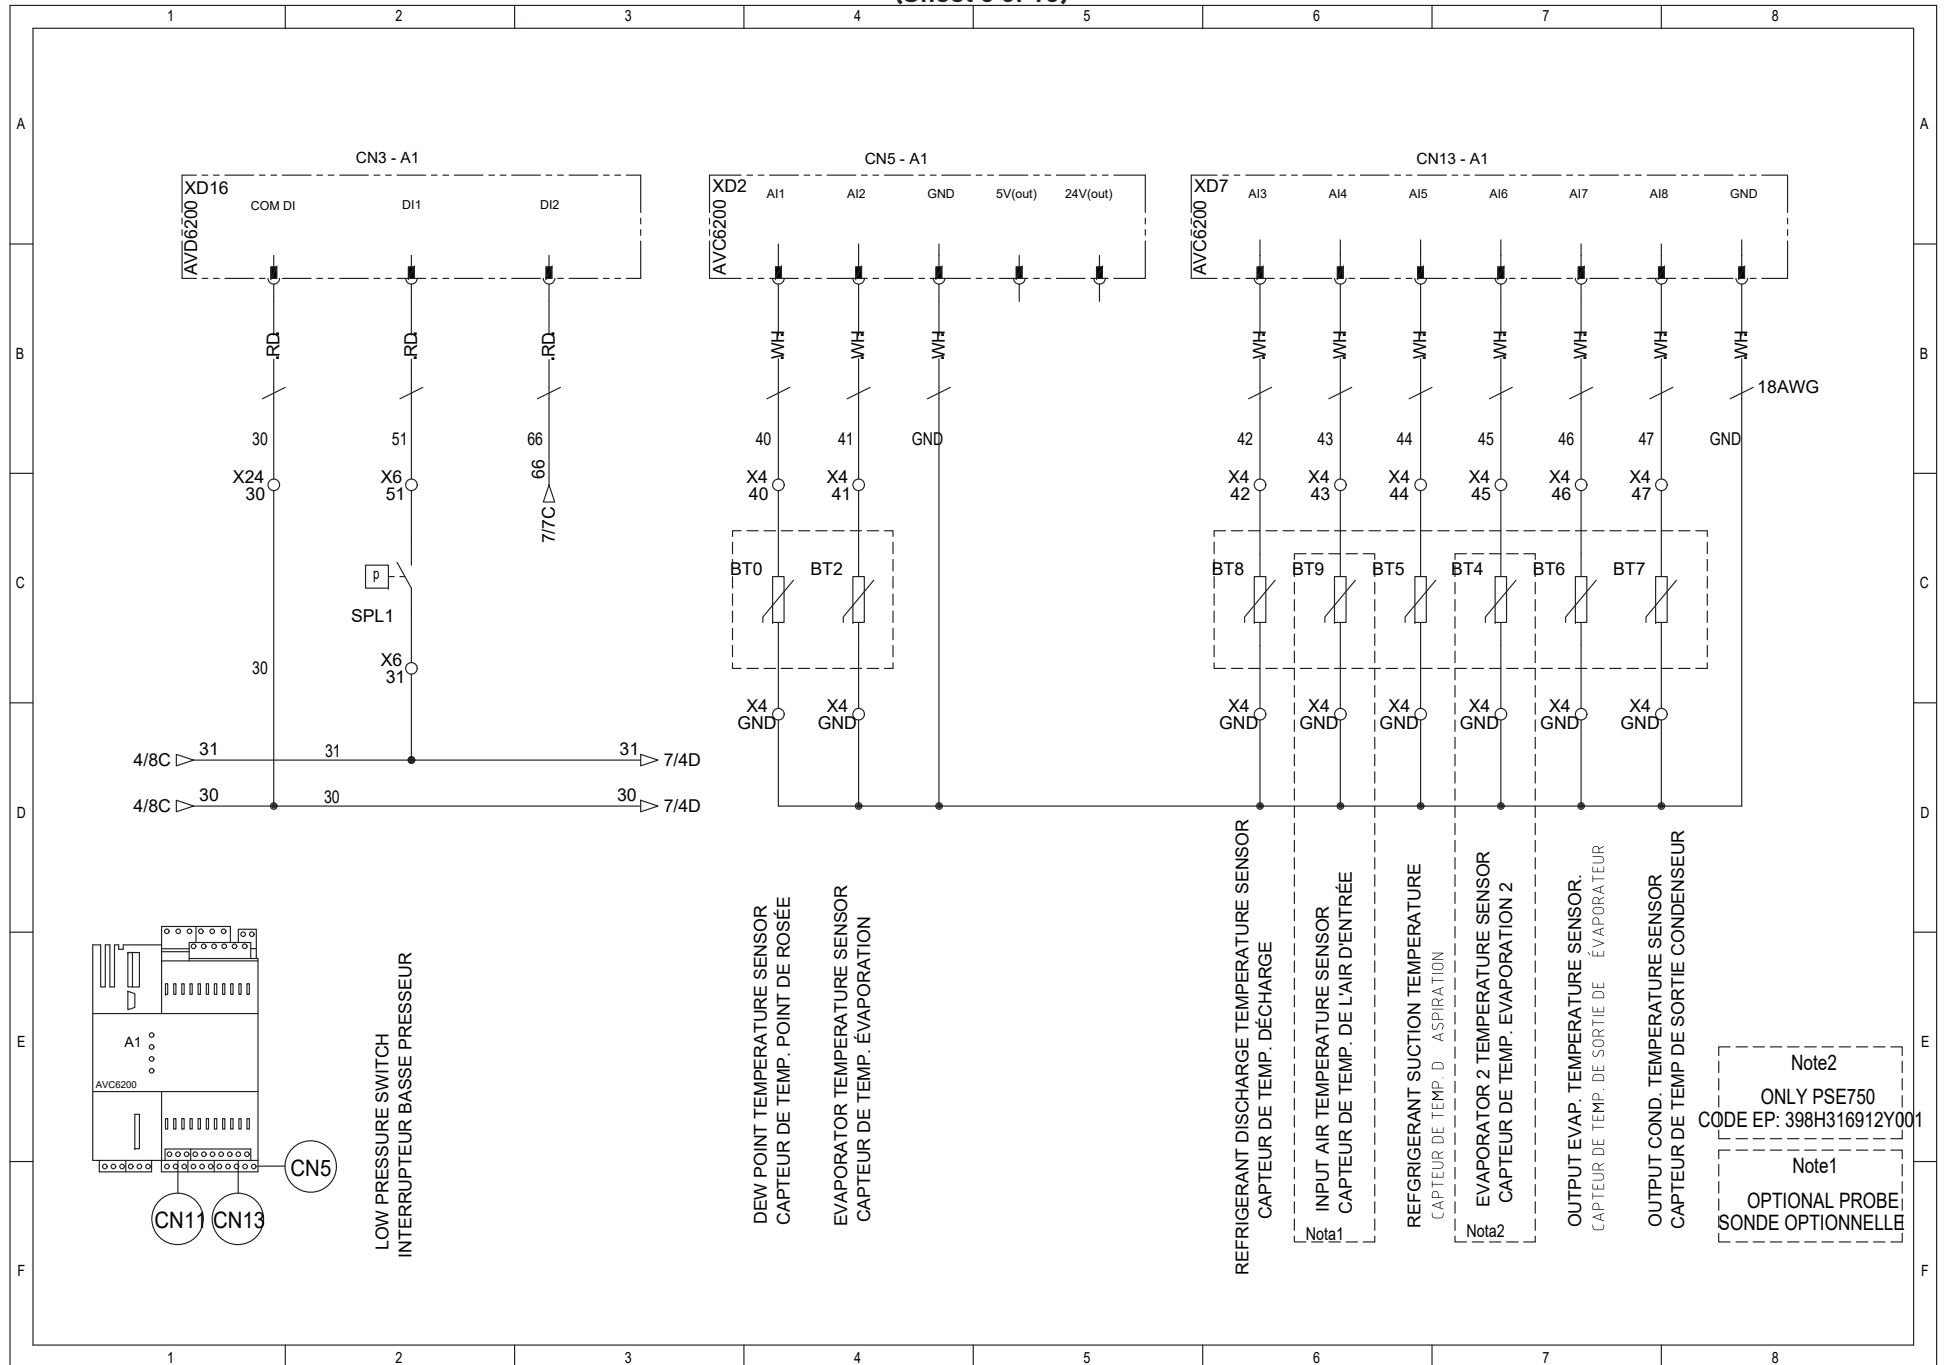 1 2 3 4 5 6 7 8
A A
CN3 - A1 CN5 - A1 CN13 - A1
XD16 COM DI DI1 DI2
AVD6200
XD2 AI1 AI2 GND 5V(out) 24V(out)
AVC6200
XD7 AI3 AI4 AI5 AI6 AI7 AI8 GND
AVC6200
B B
.RD. .RD. .RD. .WH. .WH. .WH. .WH. .WH. .WH. .WH. .WH. .WH. .WH.
18AWG
30 51 66 40 41 GND 42 43 44 45 46 47 GND
X24 X6 66 X4 X4 X4 X4 X4 X4 X4 X4
30 51 40 41 42 43 44 45 46 47
7/7C
C C
BT0 BT2 BT8 BT9 BT5 BT4 BT6 BT7
P
SPL1
30
X6
31
X4 X4 X4 X4 X4 X4 X4 X4
GND GND GND GND GND GND GND GND
4/8C 31 31 31 7/4D
4/8C 30 30 30 7/4D
D D
LOW PRESSURE SWITCH
INTERRUPTEUR BASSE PRESSEUR
DEW POINT TEMPERATURE SENSOR
CAPTEUR DE TEMP. POINT DE ROSÉE
EVAPORATOR TEMPERATURE SENSOR
CAPTEUR DE TEMP. ÉVAPORATION
REFRIGERANT DISCHARGE TEMPERATURE SENSOR
CAPTEUR DE TEMP. DÉCHARGE
INPUT AIR TEMPERATURE SENSOR
CAPTEUR DE TEMP. DE L'AIR D'ENTRÉE
Nota1
REFGRIGERANT SUCTION TEMPERATURE
CAPTEUR DE TEMP. D ASPIRATION
EVAPORATOR 2 TEMPERATURE SENSOR
CAPTEUR DE TEMP. EVAPORATION 2
Nota2
OUTPUT EVAP. TEMPERATURE SENSOR.
CAPTEUR DE TEMP. DE SORTIE DE ÉVAPORATEUR
OUTPUT COND. TEMPERATURE SENSOR
CAPTEUR DE TEMP DE SORTIE CONDENSEUR
E E
A1
AVC6200
CN5
CN11 CN13
Note2
ONLY PSE750
CODE EP: 398H316912Y001
Note1
OPTIONAL PROBE
SONDE OPTIONNELLE
F F
1 2 3 4 5 6 7 8